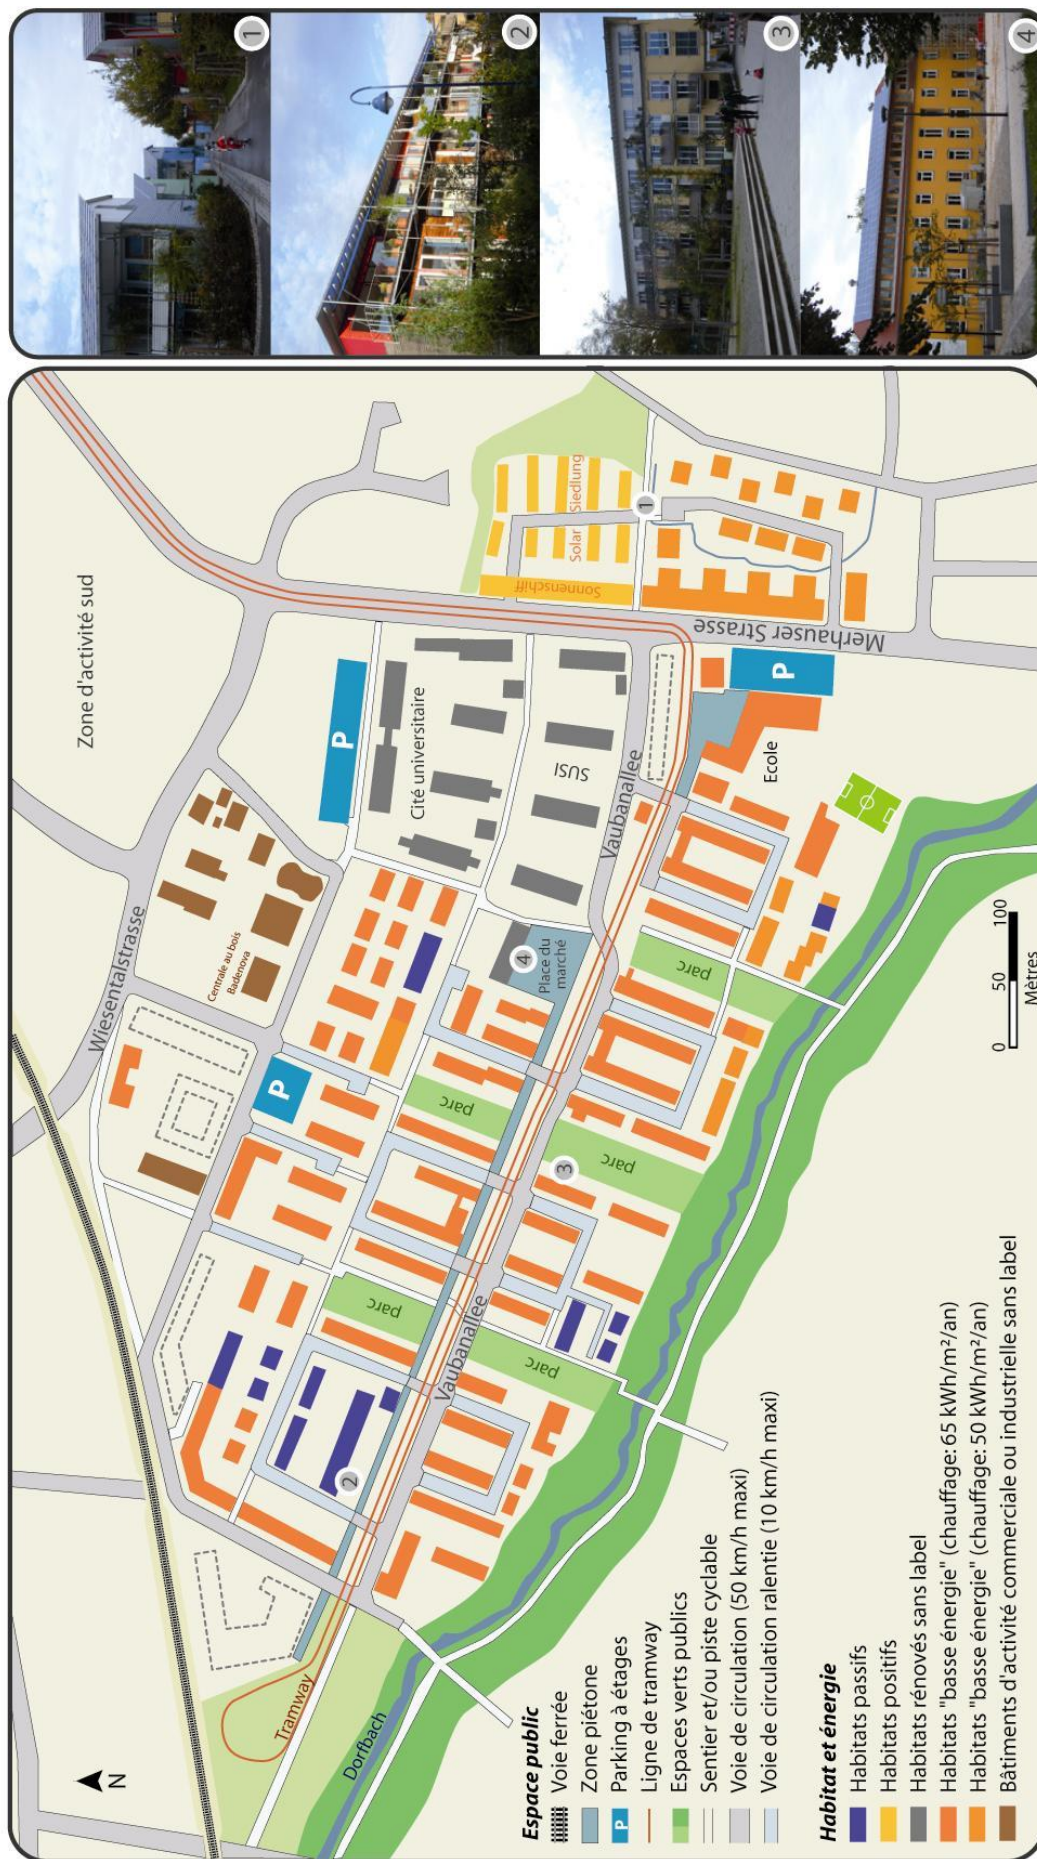 1
2
3
4
Zone d'activité sud
Wiesentalstrasse
Centrale au bois
Badenova
P
P
Cité universitaire
SUSI
Sonnenschiff
Solar Siedlung
1
Vaubanallee
Merhauser Strasse
P
Ecole
4
Place du
marché
parc
parc
parc
3
parc
parc
Vaubanallee
2
Tramway
Dorfbach
N
0
50
100
Mètres
Espace public
Voie ferrée
Zone piétone
P
Parking à étages
Ligne de tramway
Espaces verts publics
Sentier et/ou piste cyclable
Voie de circulation (50 km/h maxi)
Voie de circulation ralentie (10 km/h maxi)
Habitat et énergie
Habitats passifs
Habitats positifs
Habitats rénovés sans label
Habitats "basse énergie" (chauffage: 65 kWh/m²/an)
Habitats "basse énergie" (chauffage: 50 kWh/m²/an)
Bâtiments d'activité commerciale ou industrielle sans label